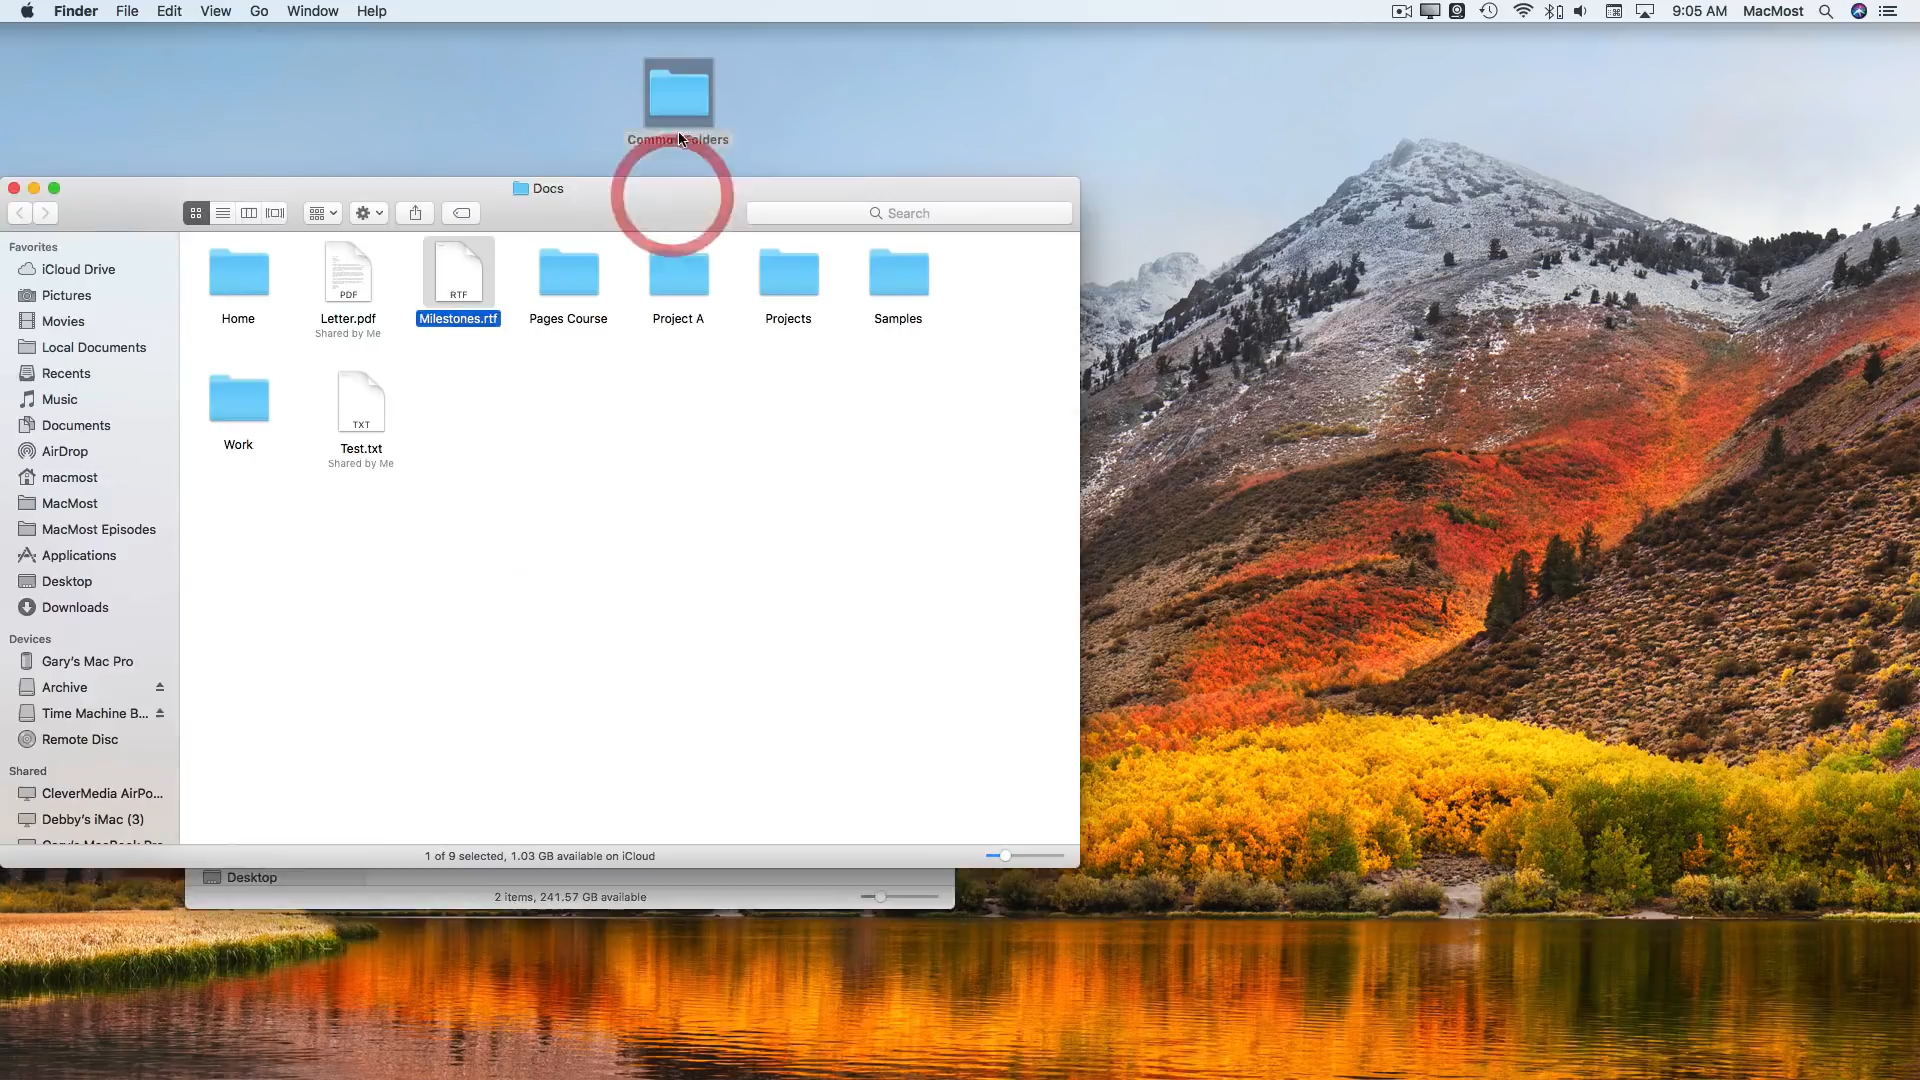 Finder File Edit View Go Window Help 9:05 AM MacMost
Common Folders
Docs
Search
Favorites
iCloud Drive
Pictures
Movies
Local Documents
Recents
Music
Documents
AirDrop
macmost
MacMost
MacMost Episodes
Applications
Desktop
Downloads
Devices
Gary's Mac Pro
Archive
Time Machine B...
Remote Disc
Shared
CleverMedia AirPo...
Debby's iMac (3)
Home
PDF
Letter.pdf
Shared by Me
RTF
Milestones.rtf
Pages Course
Project A
Projects
Samples
Work
TXT
Test.txt
Shared by Me
1 of 9 selected, 1.03 GB available on iCloud
Desktop
2 items, 241.57 GB available